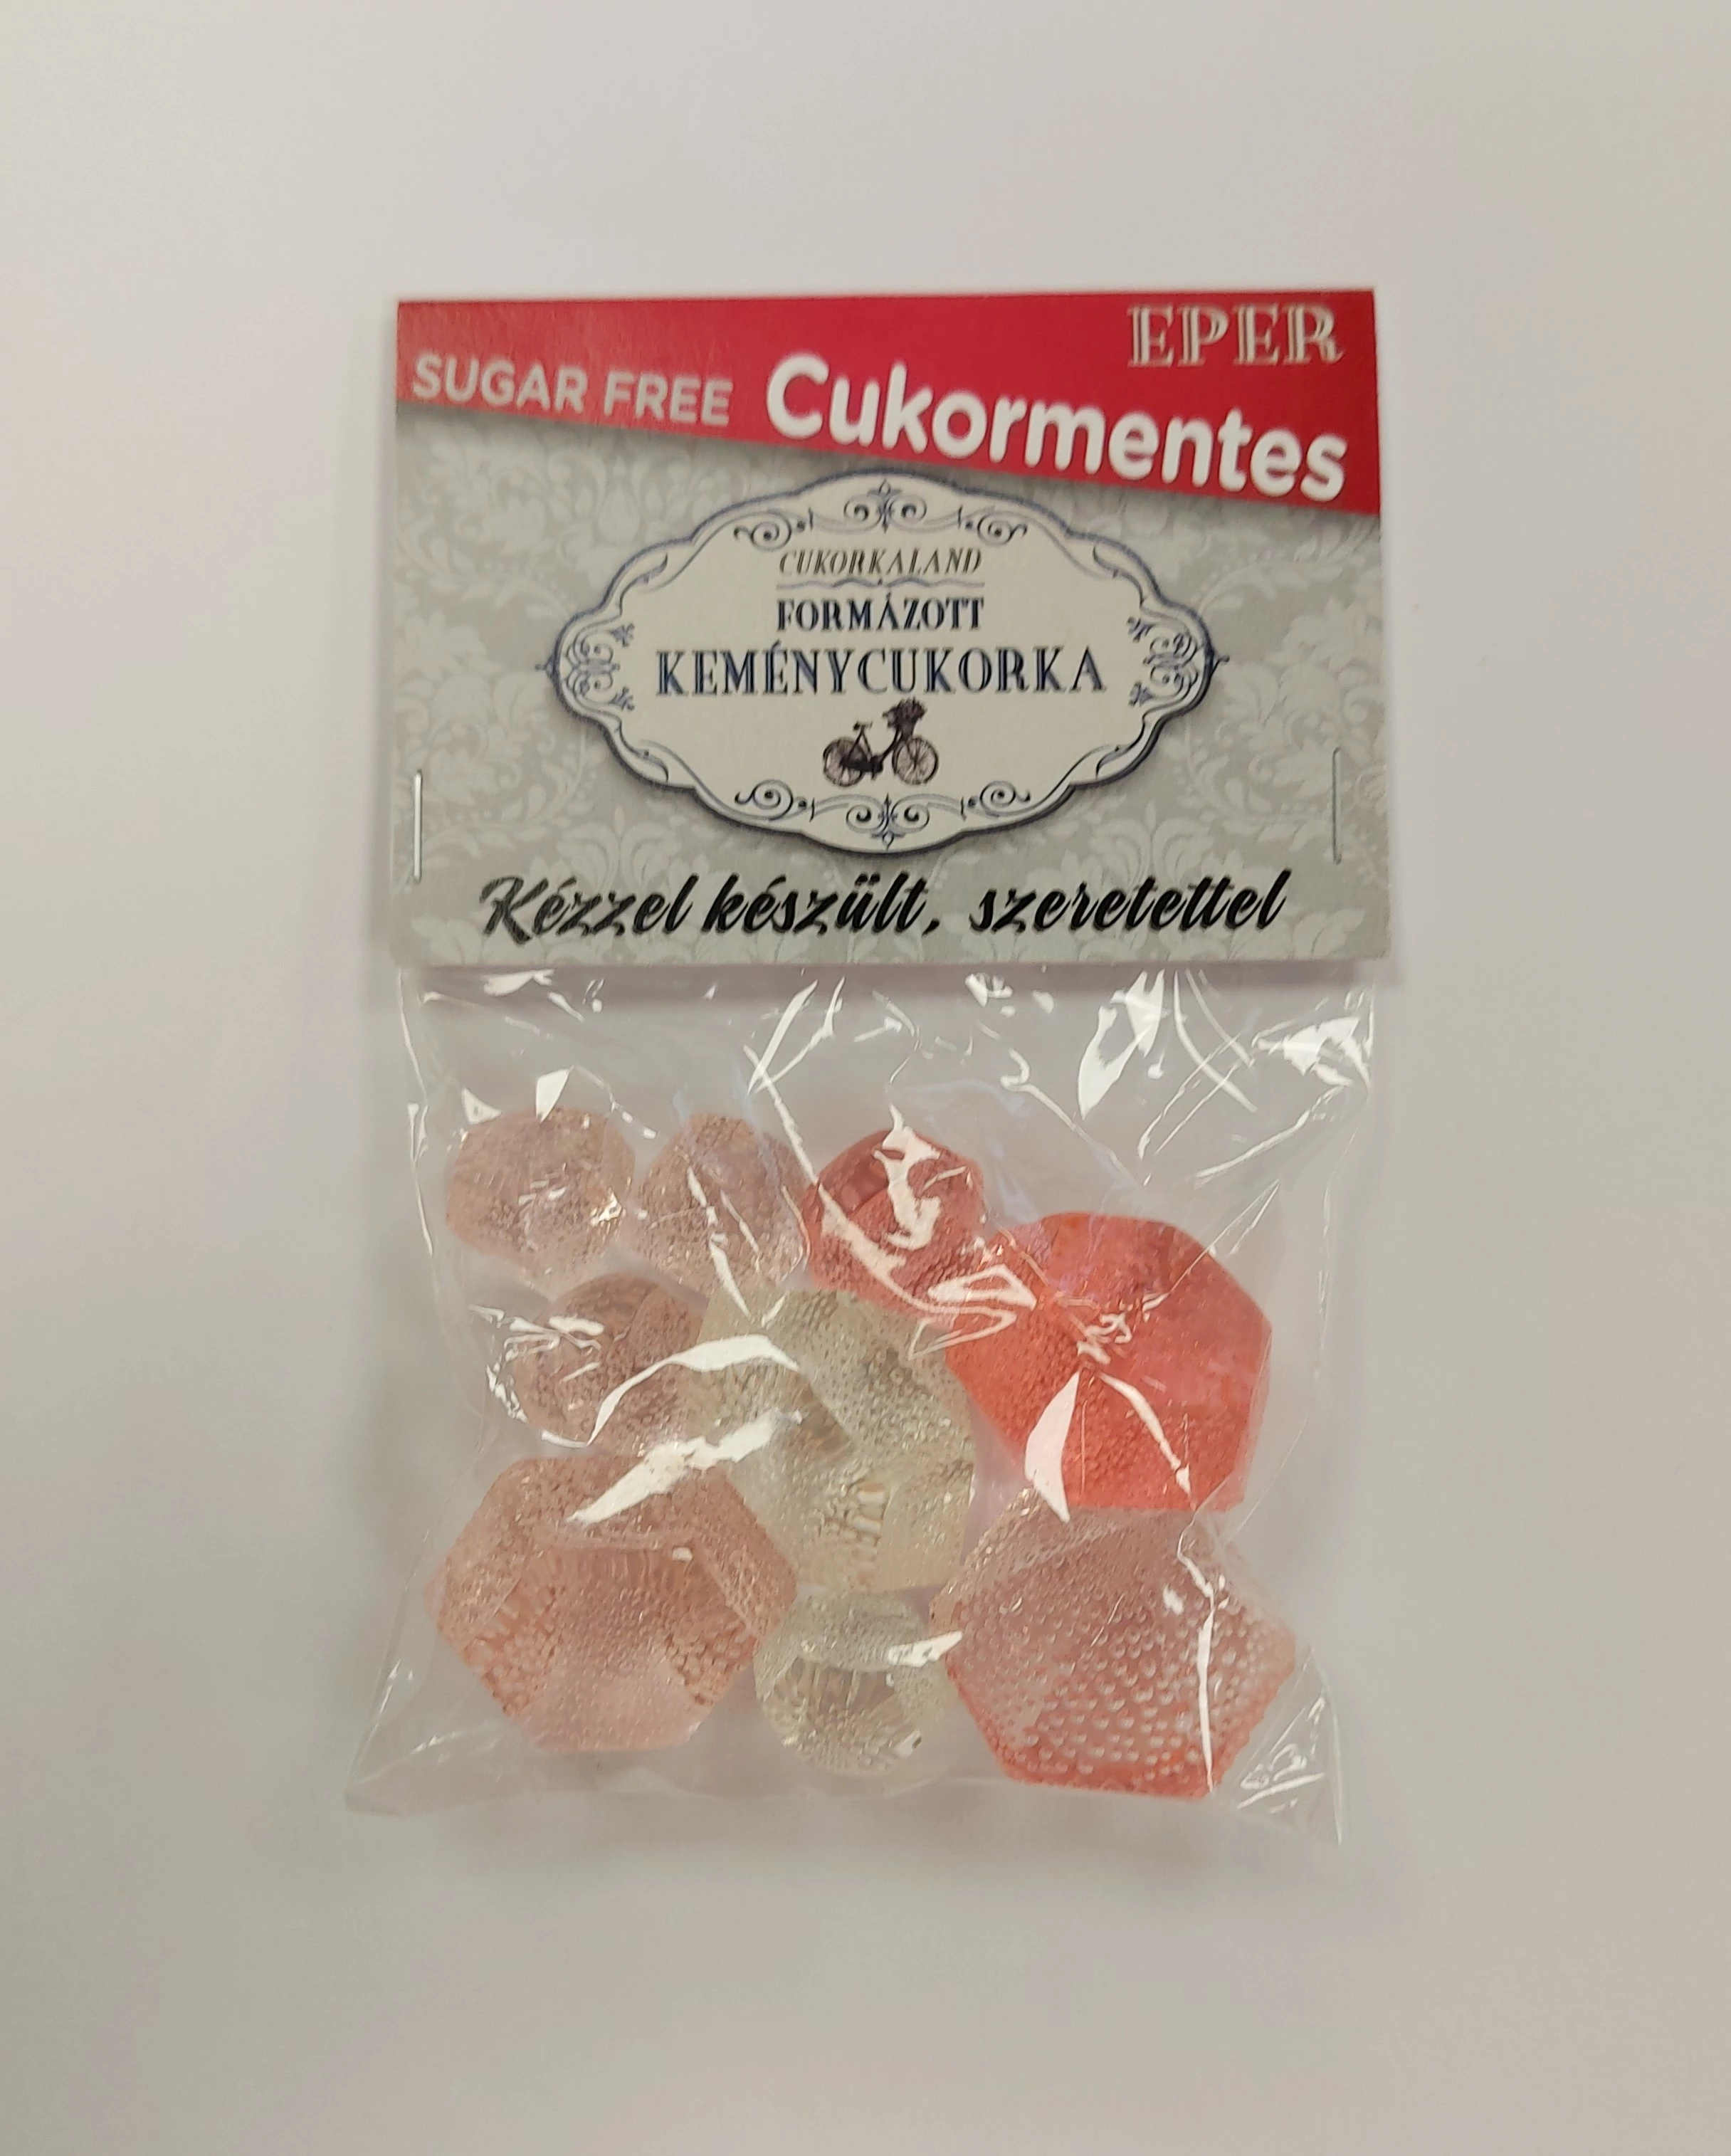 EPER
SUGAR FREE Cukormentes
CUKORKALAND
FORMÁZOTT
KEMÉNYCUKORKA
Kézzel készült, szeretettel